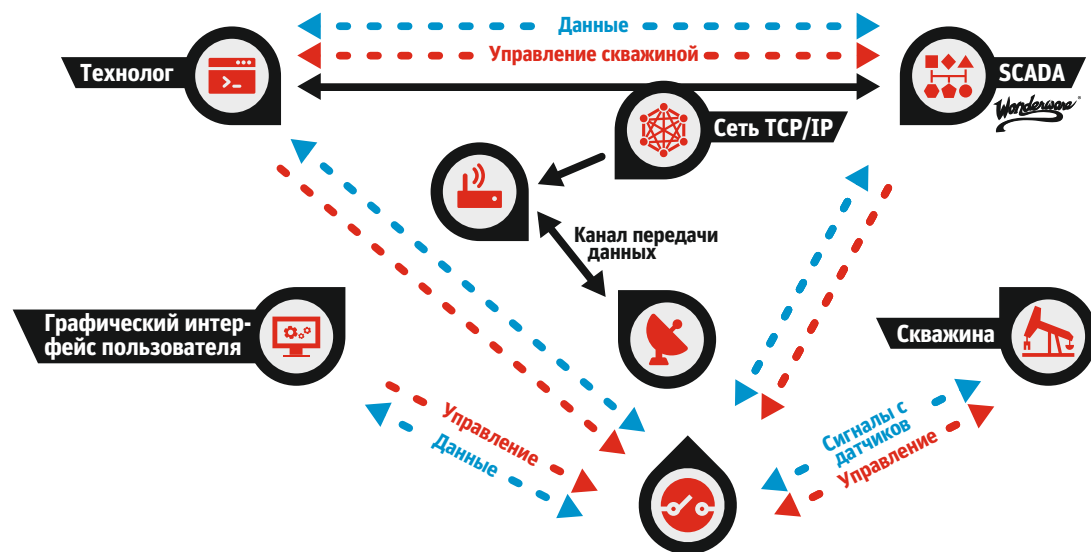 Данные
Управление скважиной
Технолог
SCADA
Wonderware
Сеть TCP/IP
Канал передачи
данных
Графический интер-
фейс пользователя
Скважина
Управление
Данные
Сигналы с
датчиков
Управление